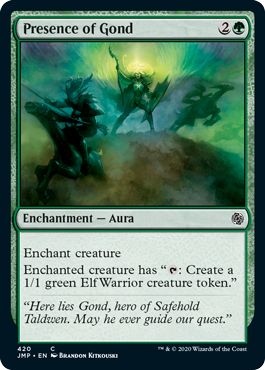 Presence of Gond 2
Enchantment — Aura
Enchant creature
Enchanted creature has “: Create a
1/1 green Elf Warrior creature token.”
“Here lies Gond, hero of Safehold
Taldwen. May he ever guide our quest.”
420 C
JMP • EN BRANDON KITKOUSKI
™ & © 2020 Wizards of the Coast